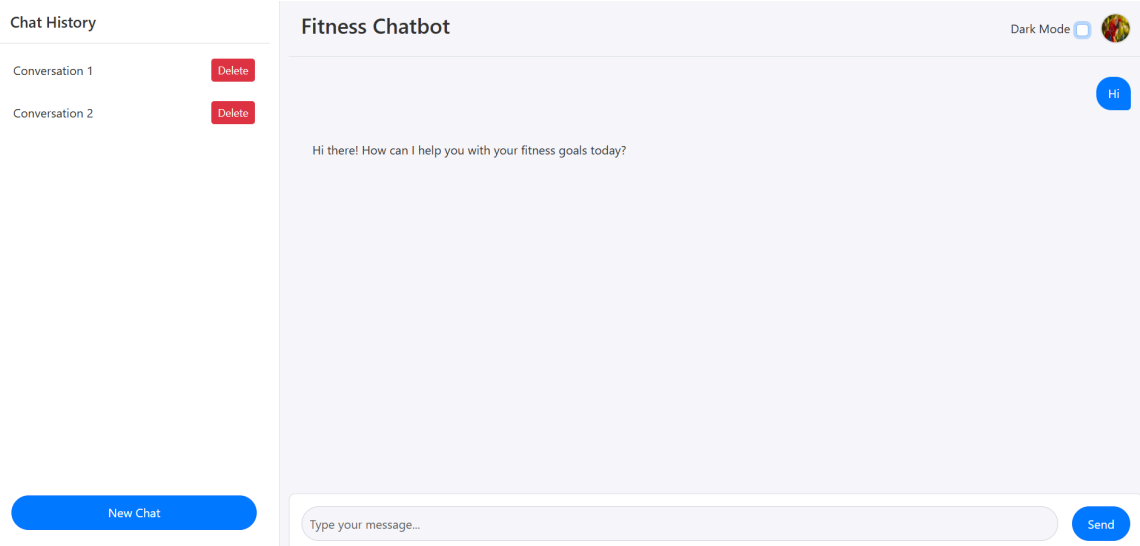 Chat History
Conversation 1
Delete
Conversation 2
Delete
New Chat
Fitness Chatbot
Dark Mode
Hi
Hi there! How can I help you with your fitness goals today?
Type your message...
Send